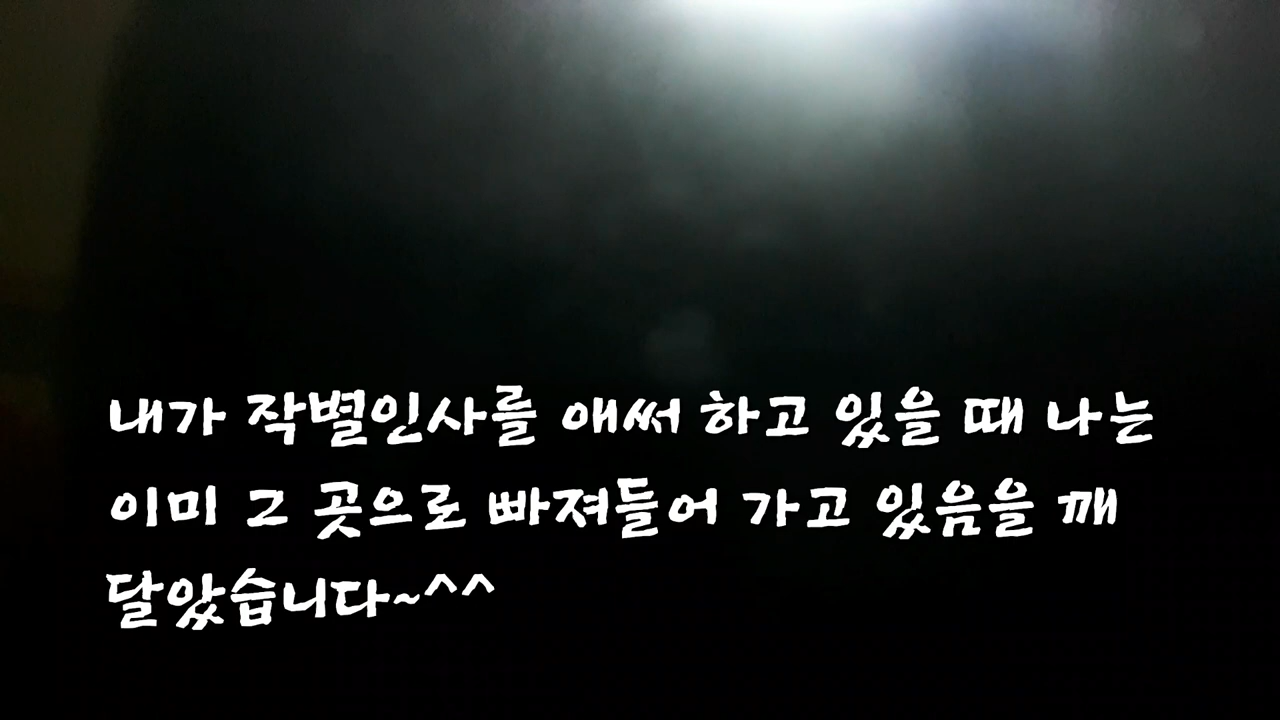 내가 작별인사를 애써 하고 있을 때 나는
이미 그 곳으로 빠져들어 가고 있음을 깨
달았습니다~^^